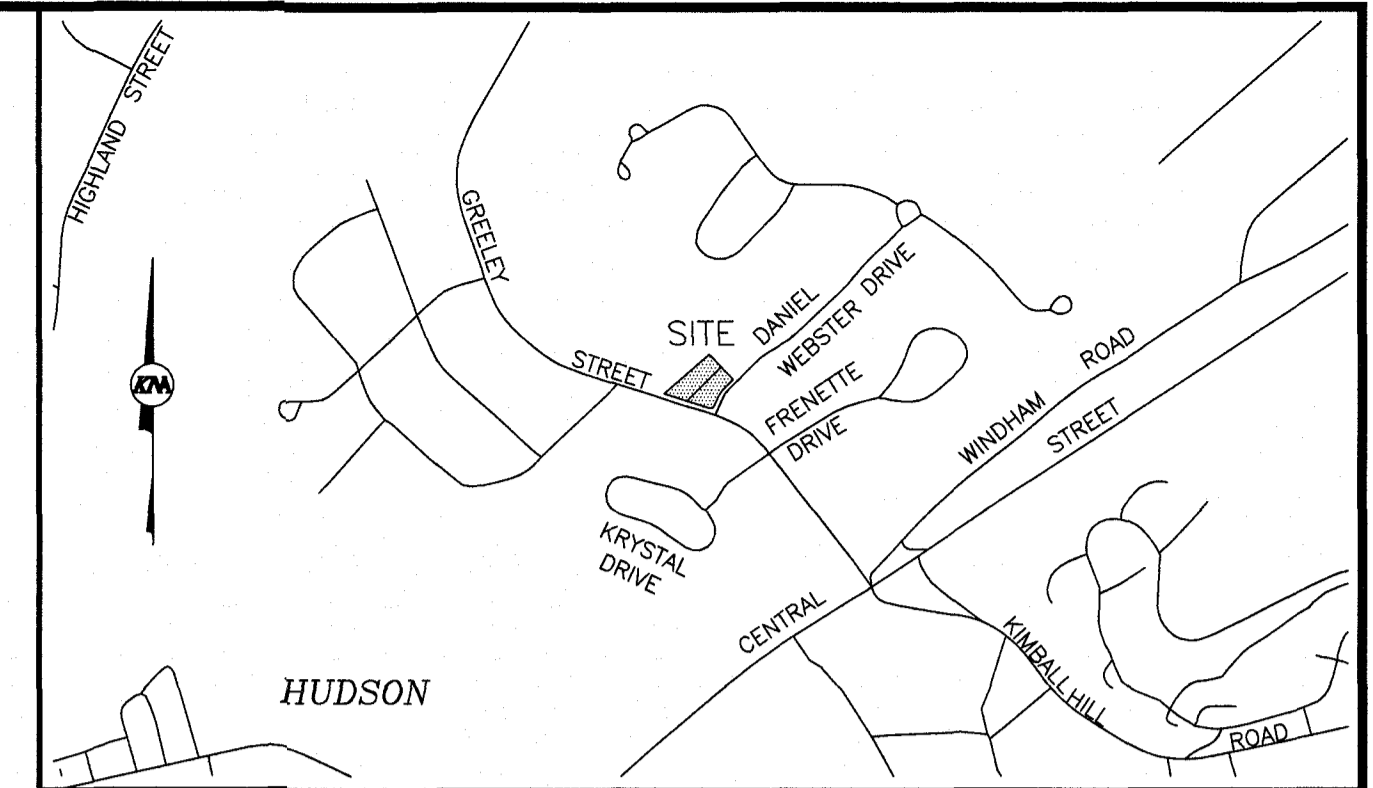 HIGHLAND STREET
GREELEY
STREET
SITE
DANIEL
WEBSTER DRIVE
FRENETTE
DRIVE
WINDHAM ROAD
STREET
KNA
KRYSTAL
DRIVE
CENTRAL
KIMBALL HILL
ROAD
HUDSON